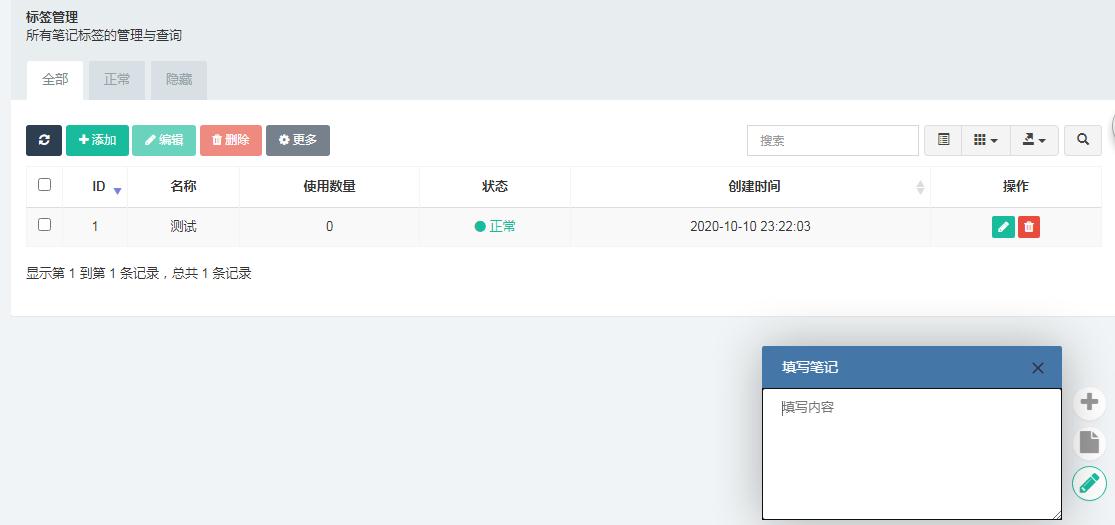 标签管理
所有笔记标签的管理与查询
全部 正常 隐藏
添加 编辑 删除 更多 搜索
ID 名称 使用数量 状态 创建时间 操作
1 测试 0 正常 2020-10-10 23:22:03
显示第 1 到第 1 条记录，总共 1 条记录
填写笔记
填写内容